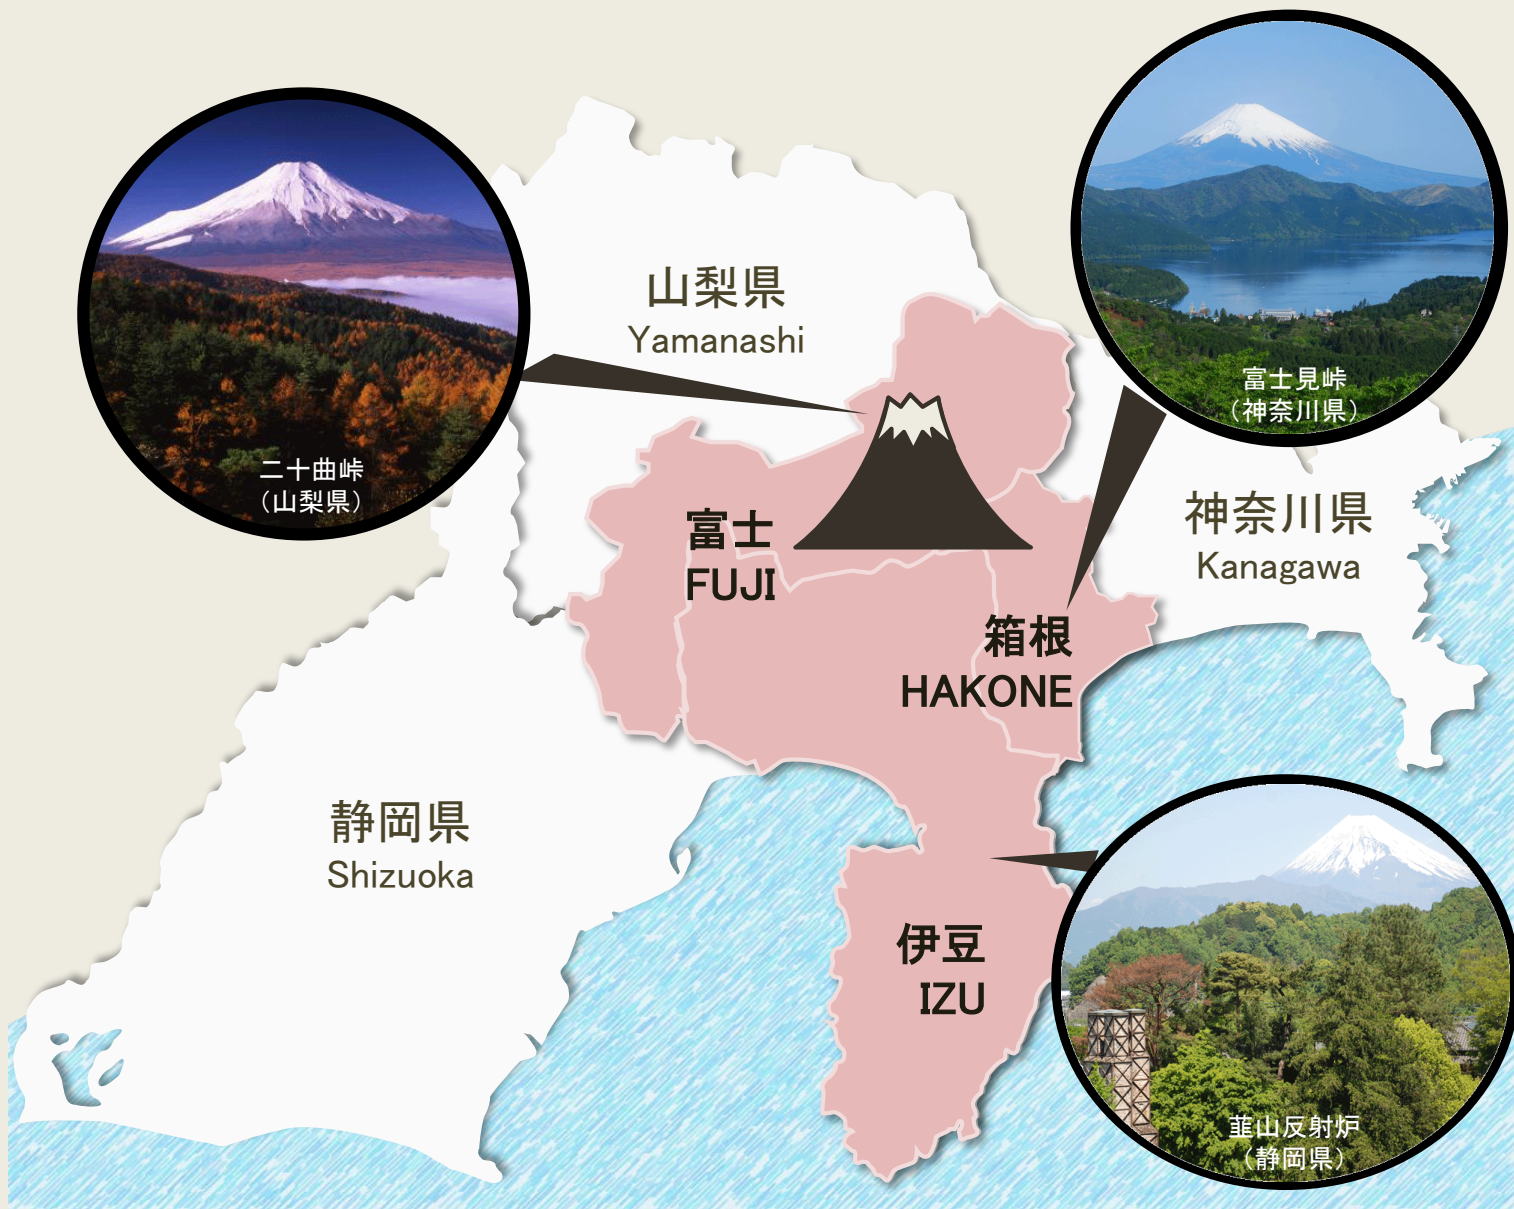 山梨県
Yamanashi
二十曲峠
（山梨県）
富士見峠
（神奈川県）
神奈川県
Kanagawa
富士
FUJI
箱根
HAKONE
静岡県
Shizuoka
伊豆
IZU
韮山反射炉
（静岡県）